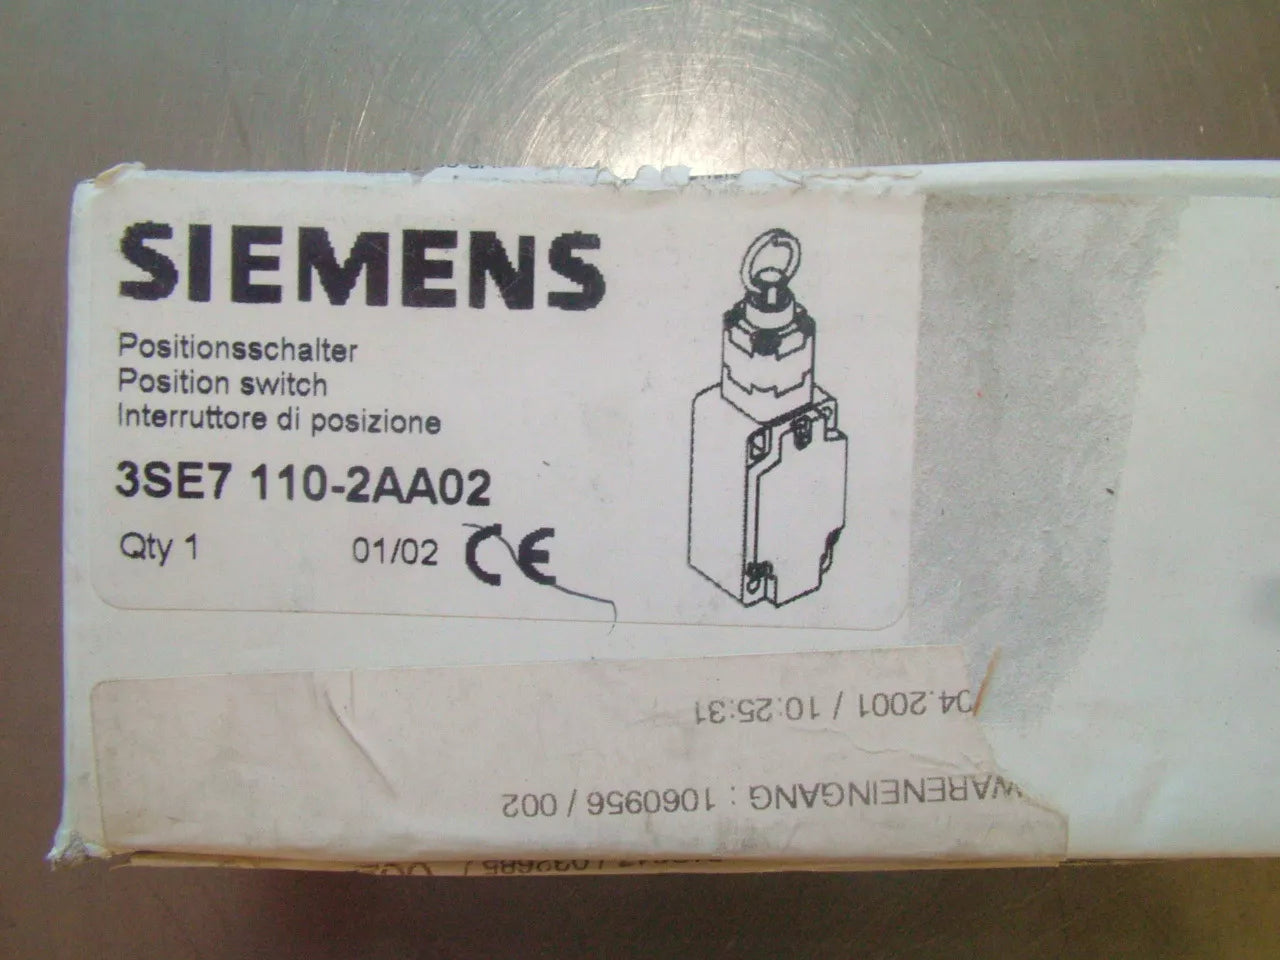 SIEMENS
Positionsschalter
Position switch
Interruttore di posizione
3SE7 110-2AA02
Qty 1 01/02 CE
04.2001 / 10:25:31
WARENEINGANG : 1060956 / 002